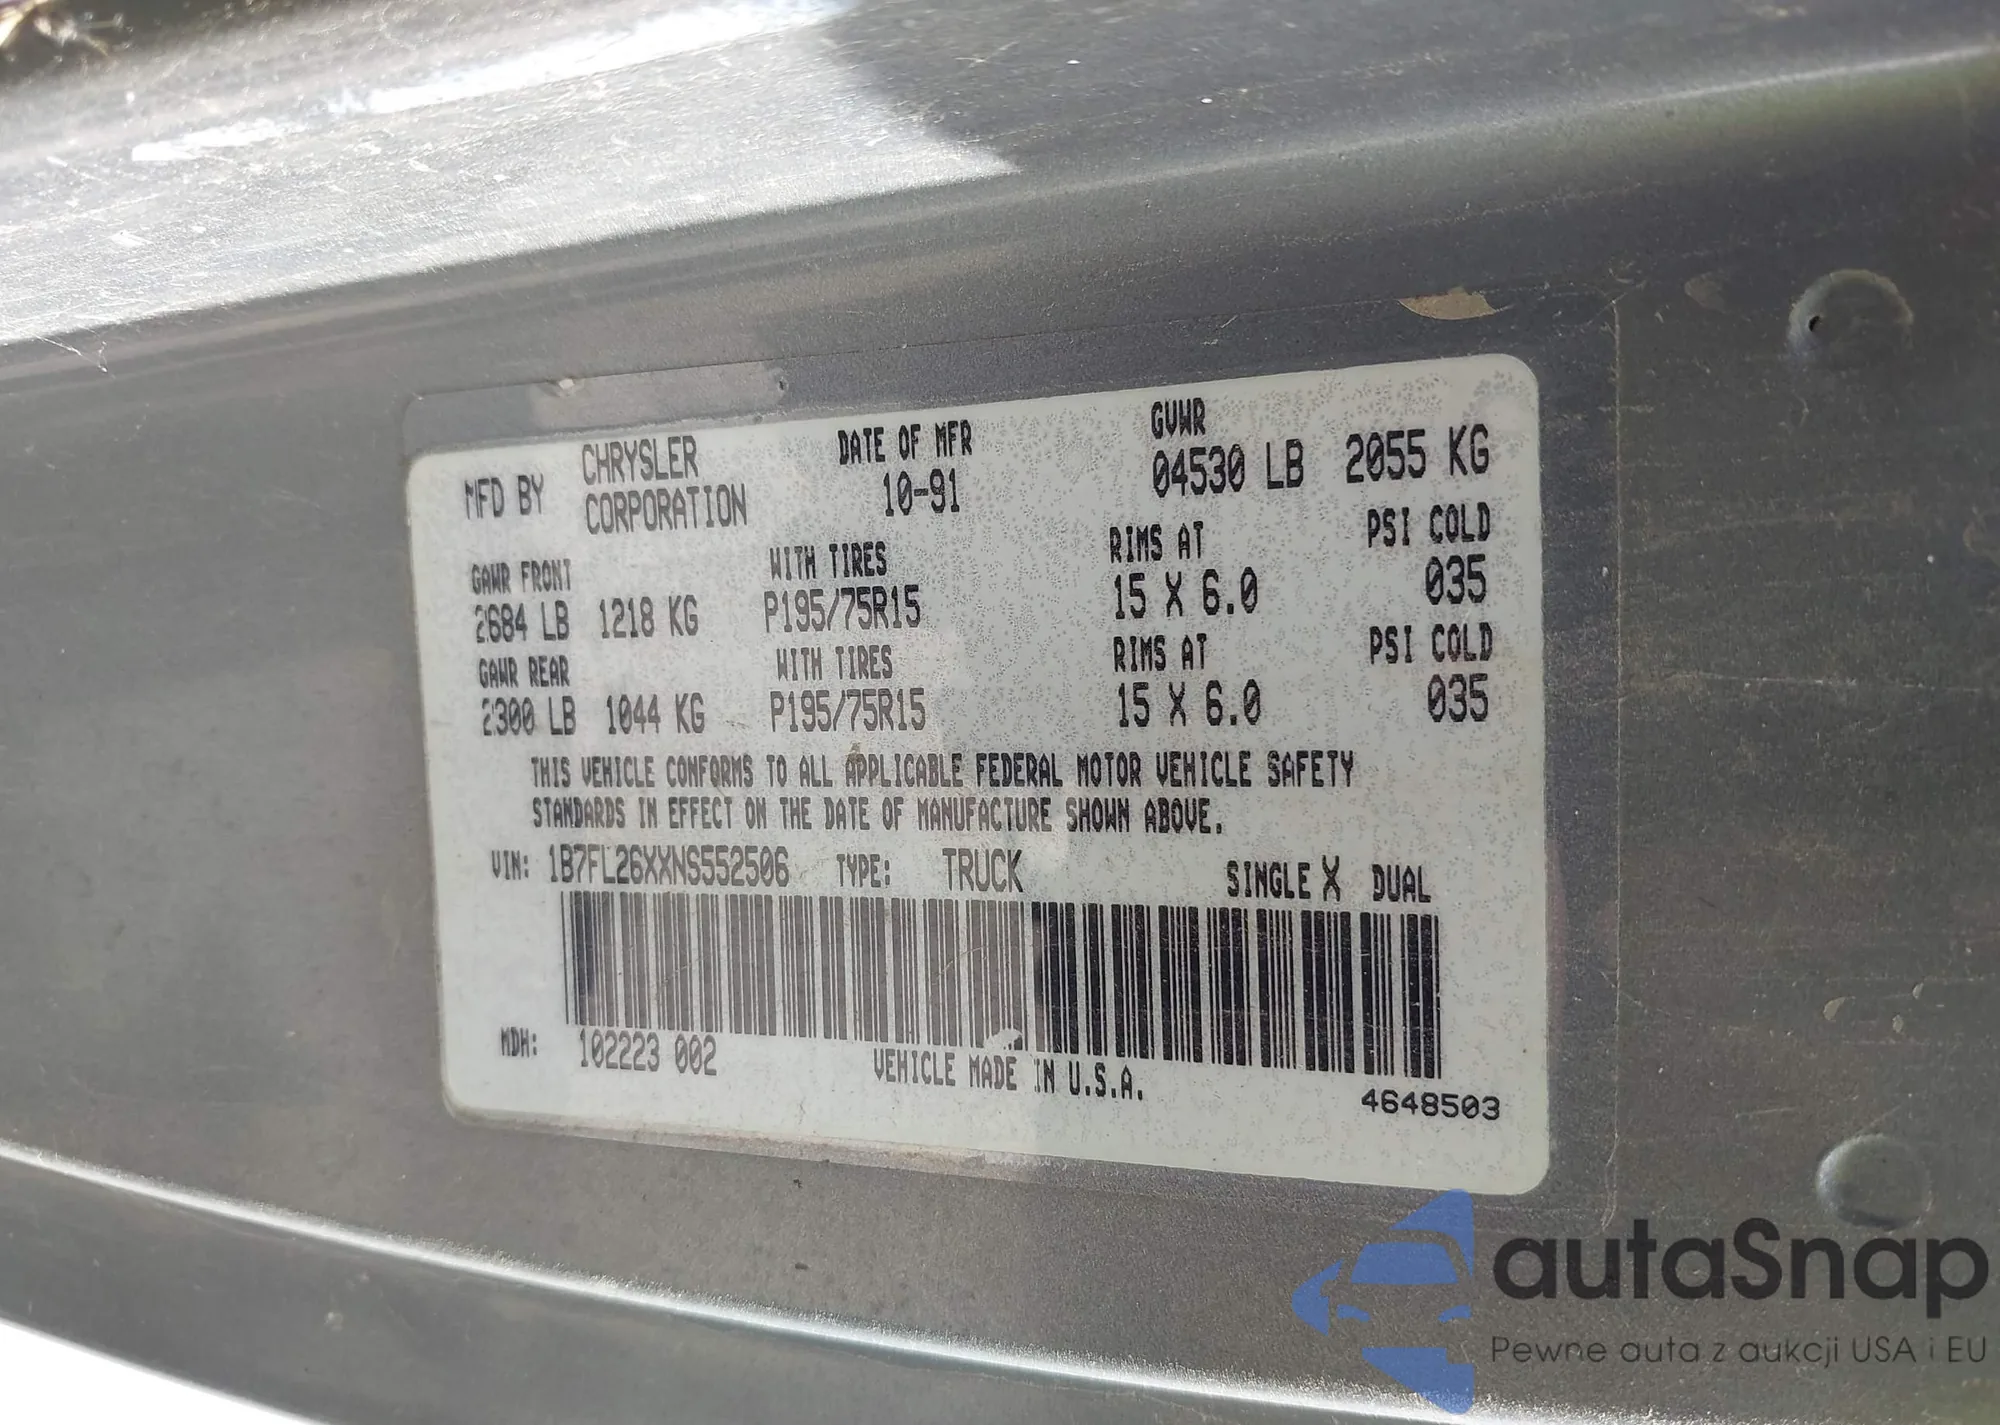 MFD BY CHRYSLER CORPORATION DATE OF MFR 10-91 GVWR 04530 LB 2055 KG
GAWR FRONT WITH TIRES RIMS AT PSI COLD
2684 LB 1218 KG P195/75R15 15 X 6.0 035
GAWR REAR WITH TIRES RIMS AT PSI COLD
2300 LB 1044 KG P195/75R15 15 X 6.0 035
THIS VEHICLE CONFORMS TO ALL APPLICABLE FEDERAL MOTOR VEHICLE SAFETY
STANDARDS IN EFFECT ON THE DATE OF MANUFACTURE SHOWN ABOVE.
VIN: 1B7FL26XXNS552506 TYPE: TRUCK SINGLE X DUAL
MDH: 102223 002 VEHICLE MADE IN U.S.A.
4648503
autaSnap
Pewne auta z aukcji USA i EU